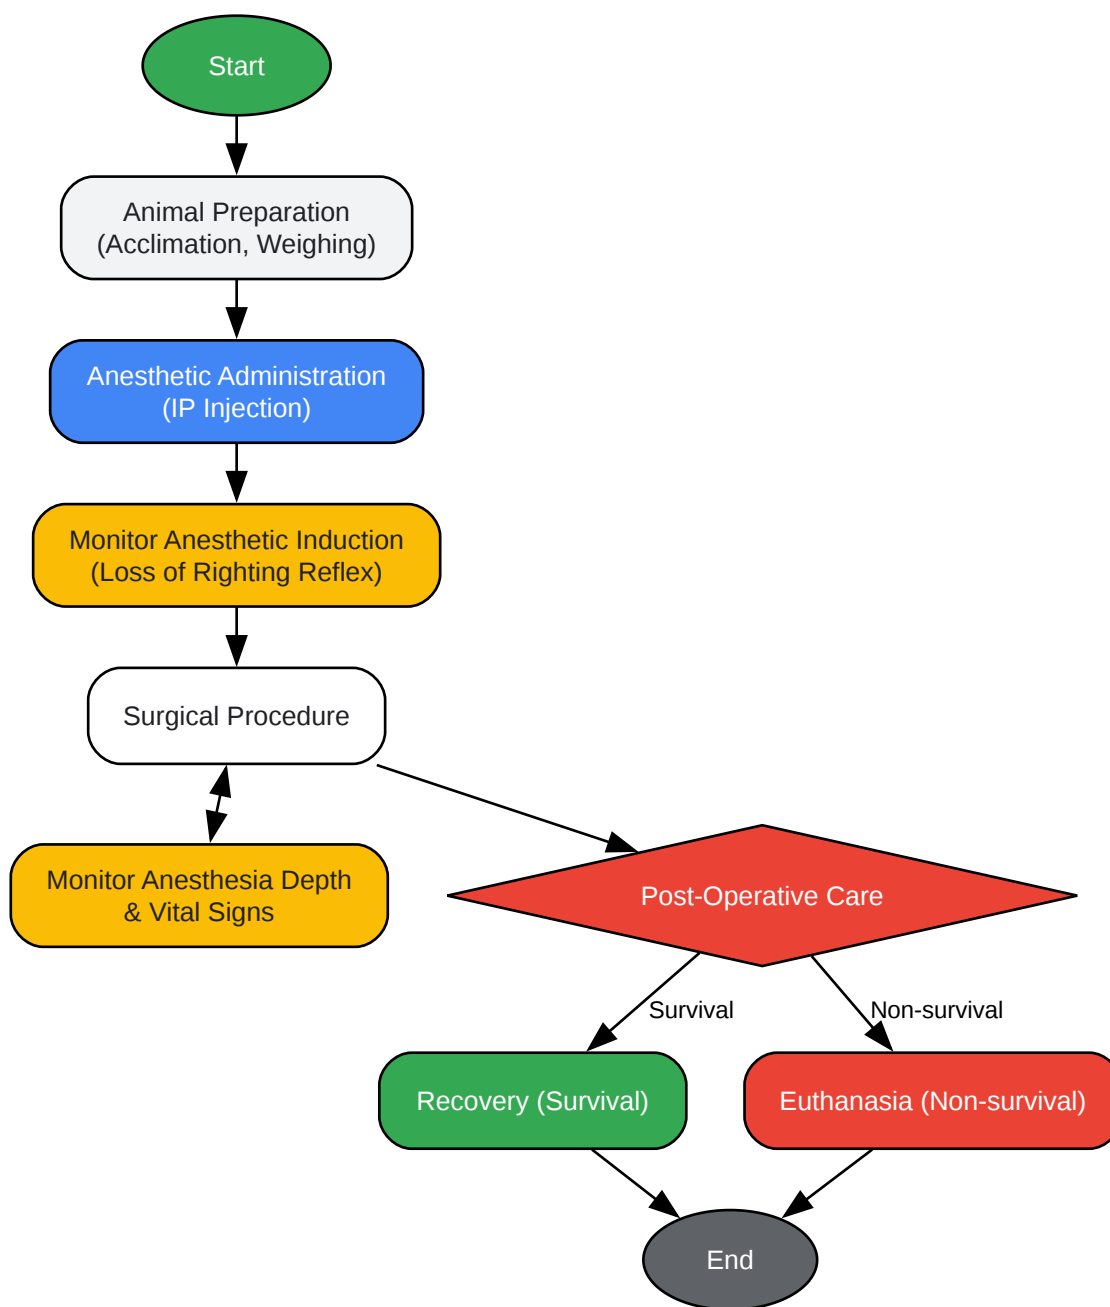 Start
Animal Preparation
(Acclimation, Weighing)
Anesthetic Administration
(IP Injection)
Monitor Anesthetic Induction
(Loss of Righting Reflex)
Surgical Procedure
Monitor Anesthesia Depth
& Vital Signs
Post-Operative Care
Survival
Non-survival
Recovery (Survival)
Euthanasia (Non-survival)
End